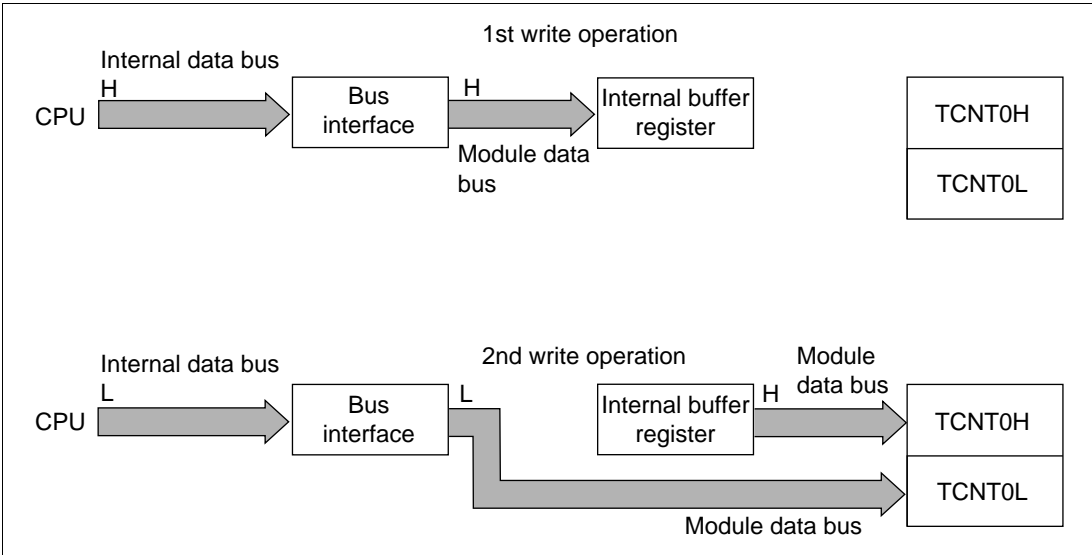 1st write operation
Internal data bus
H
CPU
Bus
interface
H
Module data
bus
Internal buffer
register
TCNT0H
TCNT0L
2nd write operation
Internal data bus
L
CPU
Bus
interface
L
Internal buffer
register
H
Module
data bus
TCNT0H
TCNT0L
Module data bus